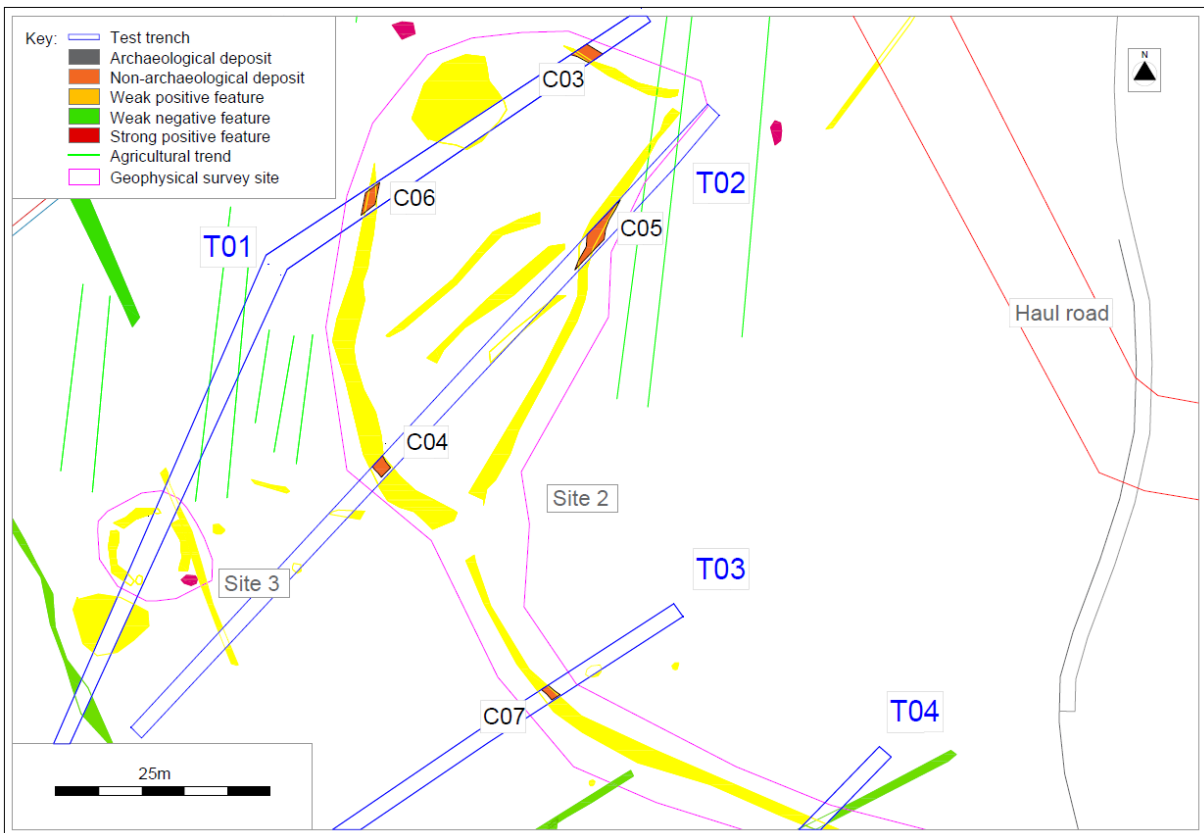 Key:
Test trench
Archaeological deposit
Non-archaeological deposit
Weak positive feature
Weak negative feature
Strong positive feature
Agricultural trend
Geophysical survey site
N
C03
T02
C06
C05
T01
Haul road
C04
Site 2
T03
Site 3
C07
T04
25m